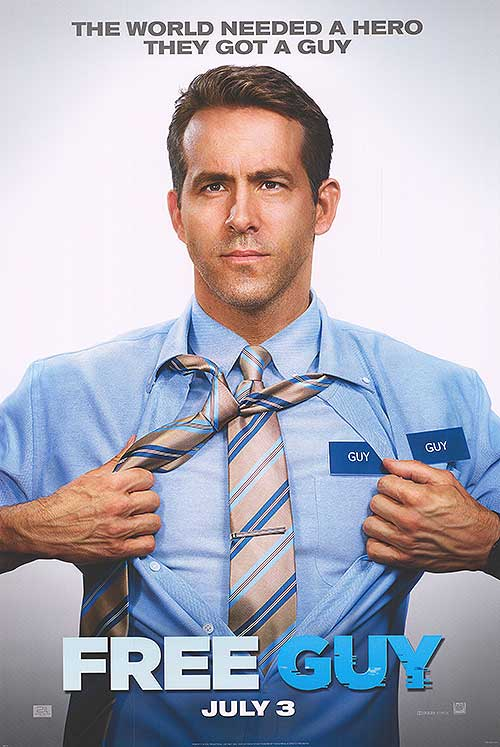 THE WORLD NEEDED A HERO
THEY GOT A GUY
GUY
GUY
FREE GUY
JULY 3